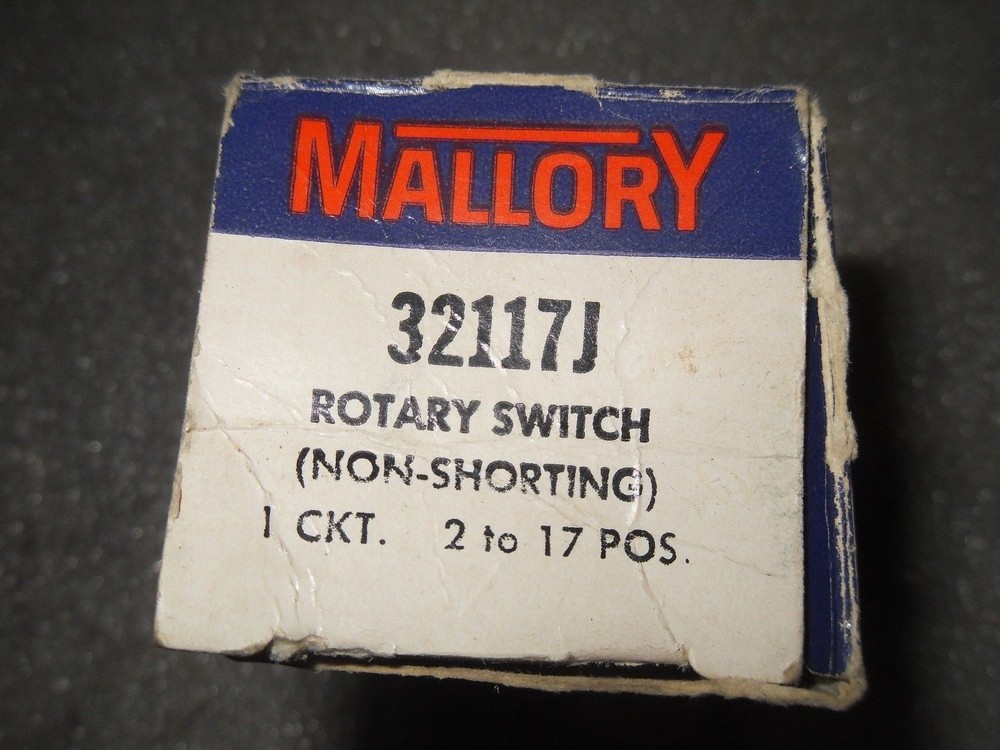 MALLORY
32117J
ROTARY SWITCH
(NON-SHORTING)
1 CKT. 2 to 17 POS.